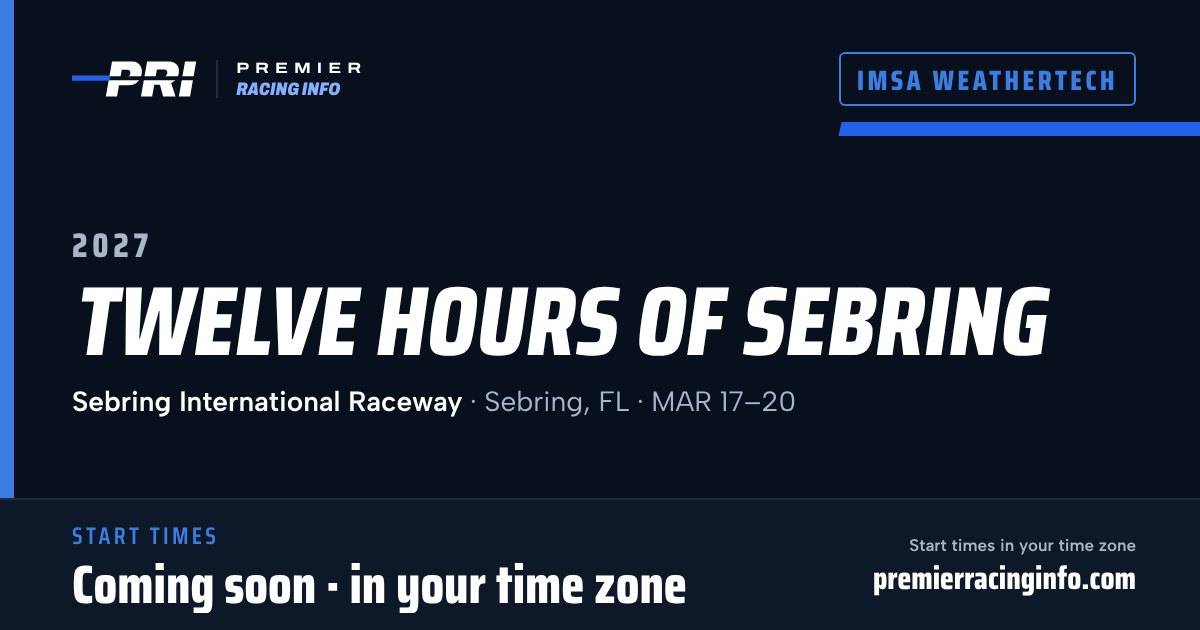 PRI
PREMIER
RACING INFO
IMSA WEATHERTECH
2027
TWELVE HOURS OF SEBRING
Sebring International Raceway · Sebring, FL · MAR 17–20
START TIMES
Coming soon · in your time zone
Start times in your time zone
premierracinginfo.com